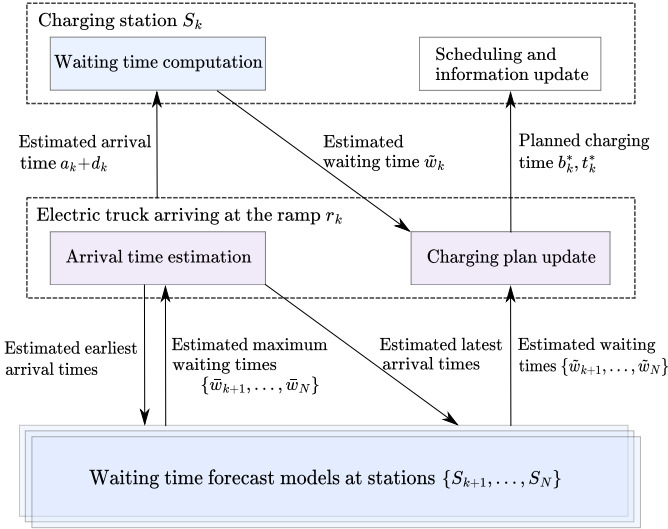 Charging station $S_k$
Waiting time computation
Scheduling and
information update
Estimated arrival
time $a_k + d_k$
Estimated
waiting time $\tilde{w}_k$
Planned charging
time $b_k^*, t_k^*$
Electric truck arriving at the ramp $r_k$
Arrival time estimation
Charging plan update
Estimated earliest
arrival times
Estimated maximum
waiting times
$\{\bar{w}_{k+1}, \ldots, \bar{w}_N\}$
Estimated latest
arrival times
Estimated waiting
times $\{\tilde{w}_{k+1}, \ldots, \tilde{w}_N\}$
Waiting time forecast models at stations $\{S_{k+1}, \ldots, S_N\}$